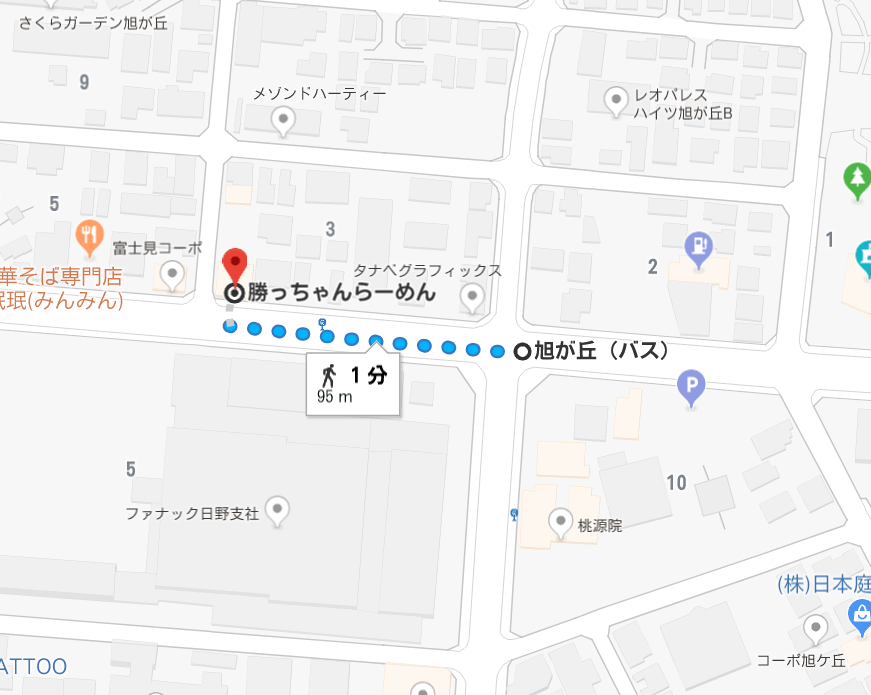 さくらガーデン旭が丘
9
メゾンドハーティー
レオパレス
ハイツ旭が丘B
5
3
富士見コーポ
タナベグラフィックス
2
1
華そば専門店
珉珉(みんみん)
勝っちゃんらーめん
旭が丘（バス）
1 分
95 m
P
5
10
ファナック日野支社
桃源院
(株)日本庭
コーポ旭ケ丘
ATTOO